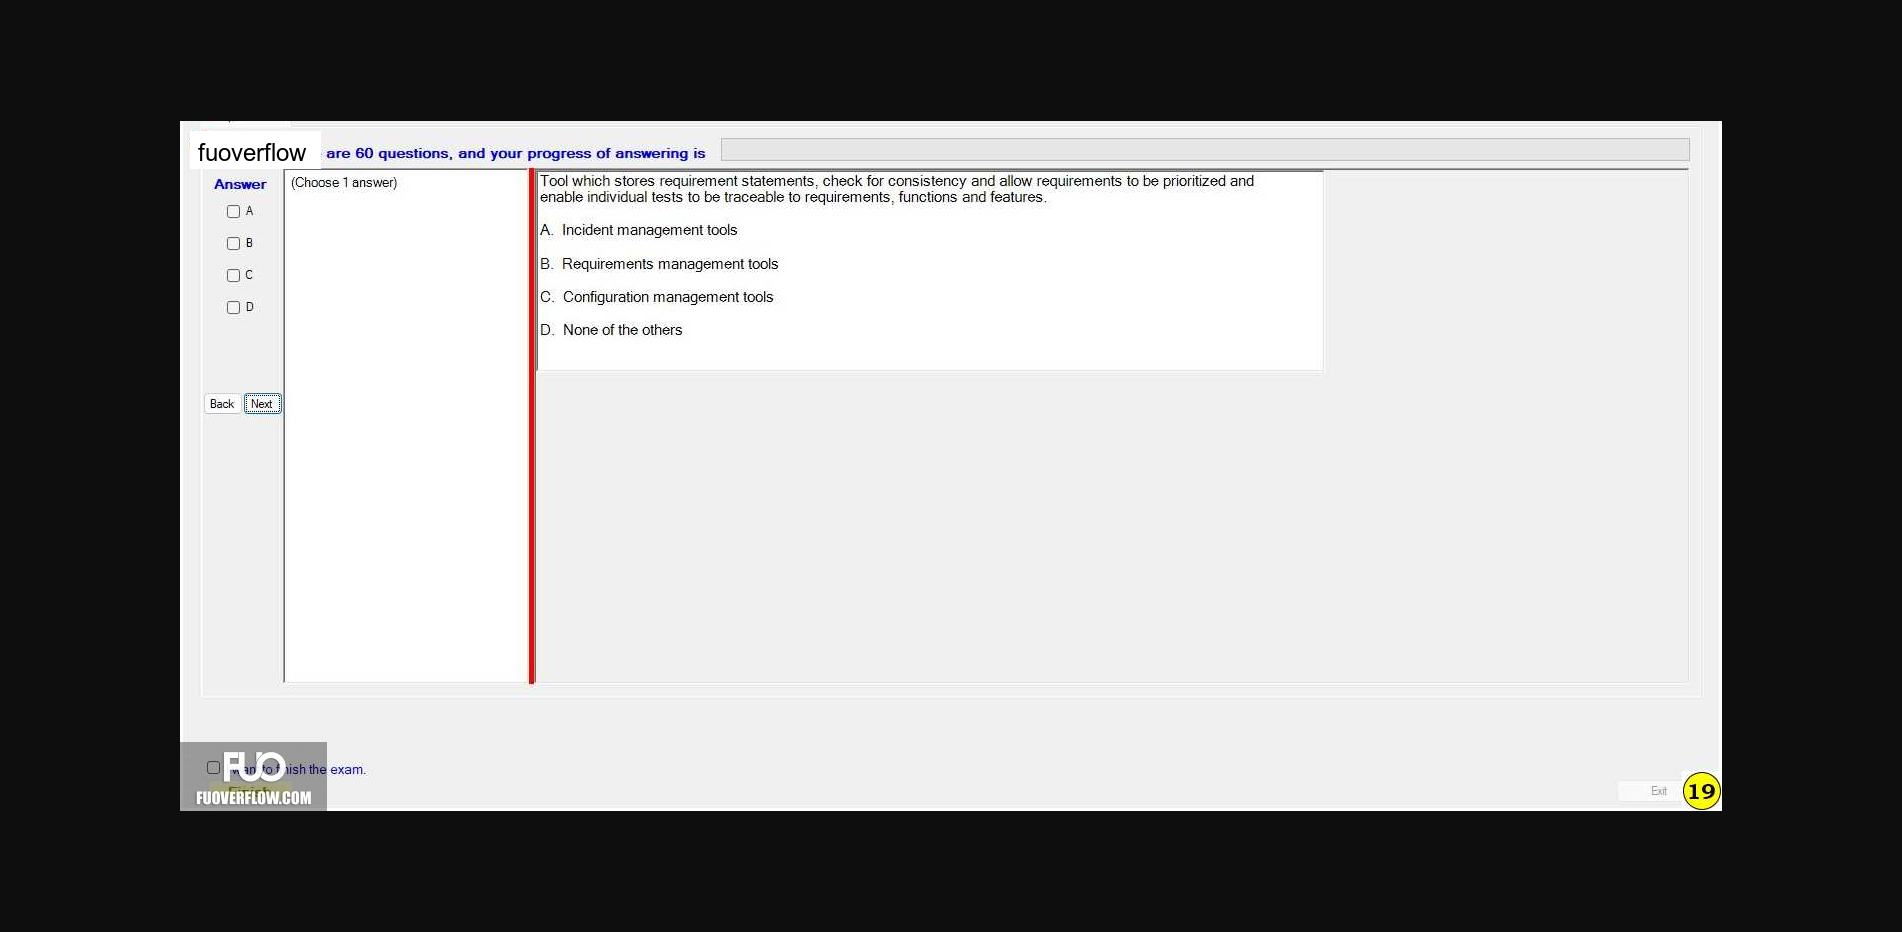 fuoverflow are 60 questions, and your progress of answering is
Answer
(Choose 1 answer)
A
B
C
D
Back Next
Tool which stores requirement statements, check for consistency and allow requirements to be prioritized and
enable individual tests to be traceable to requirements, functions and features.
A. Incident management tools
B. Requirements management tools
C. Configuration management tools
D. None of the others
want to finish the exam.
Finish
FUO
FUOVERFLOW.COM
Exit
19